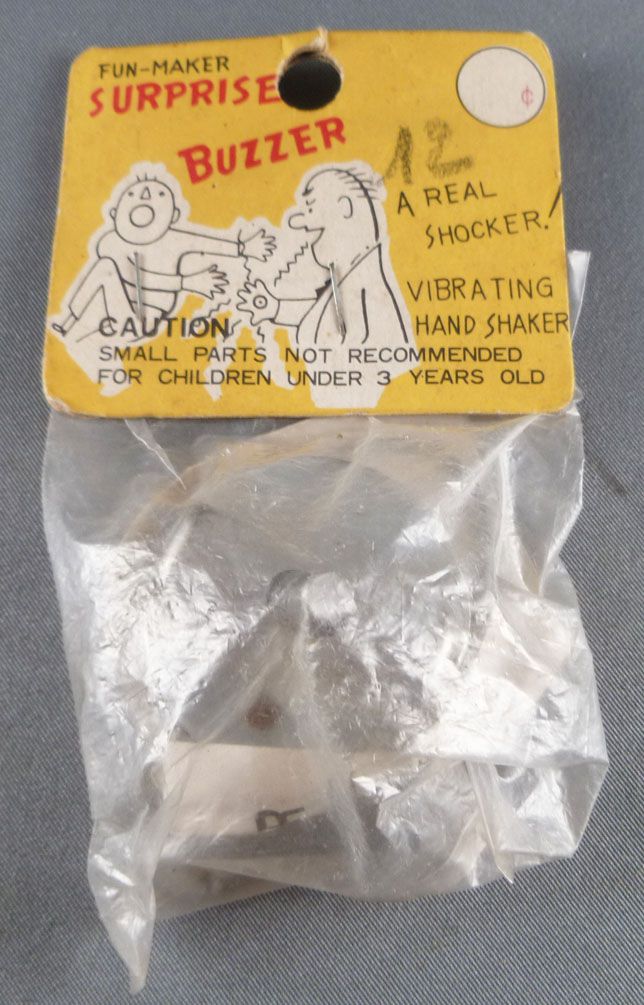 FUN-MAKER
SURPRISE
BUZZER
¢
12
A REAL
SHOCKER!
VIBRATING
HAND SHAKER
CAUTION
SMALL PARTS NOT RECOMMENDED
FOR CHILDREN UNDER 3 YEARS OLD